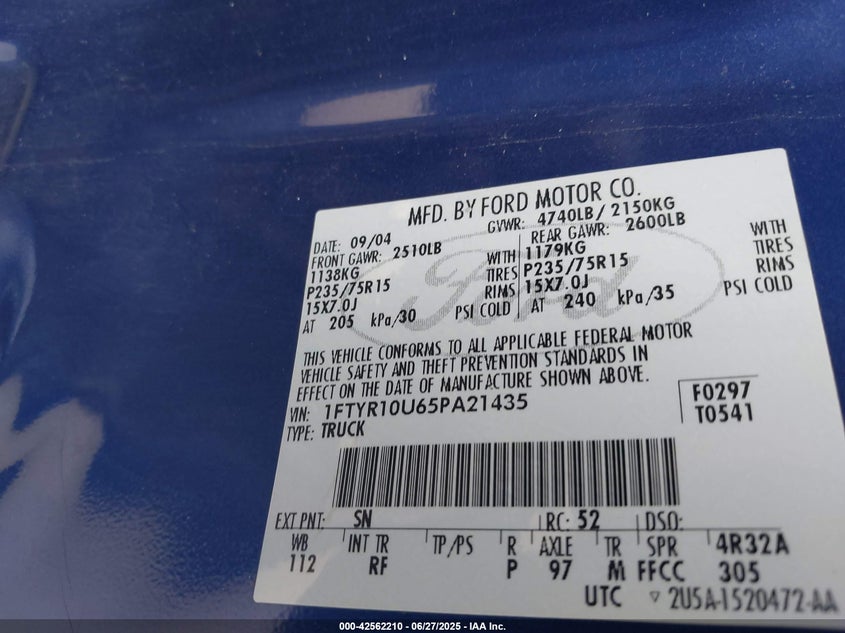 MFD. BY FORD MOTOR CO.
DATE: 09/04 GVWR: 4740LB/ 2150KG
FRONT GAWR: 2510LB REAR GAWR: 2600LB
1138KG WITH 1179KG WITH
P235/75R15 TIRES P235/75R15 TIRES
15X7.0J RIMS 15X7.0J RIMS
AT 205 kPa/30 PSI COLD AT 240 kPa/35 PSI COLD
Ford
THIS VEHICLE CONFORMS TO ALL APPLICABLE FEDERAL MOTOR
VEHICLE SAFETY AND THEFT PREVENTION STANDARDS IN
EFFECT ON THE DATE OF MANUFACTURE SHOWN ABOVE.
VIN: 1FTYR10U65PA21435 F0297
TYPE: TRUCK T0541
EXT PNT: SN RC: 52 DSO:
WB INT TR TP/PS R AXLE TR SPR 4R32A
112 RF P 97 M FFCC 305
UTC ▽ 2U5A-1520472-AA
000-42562210 - 06/27/2025 - IAA Inc.